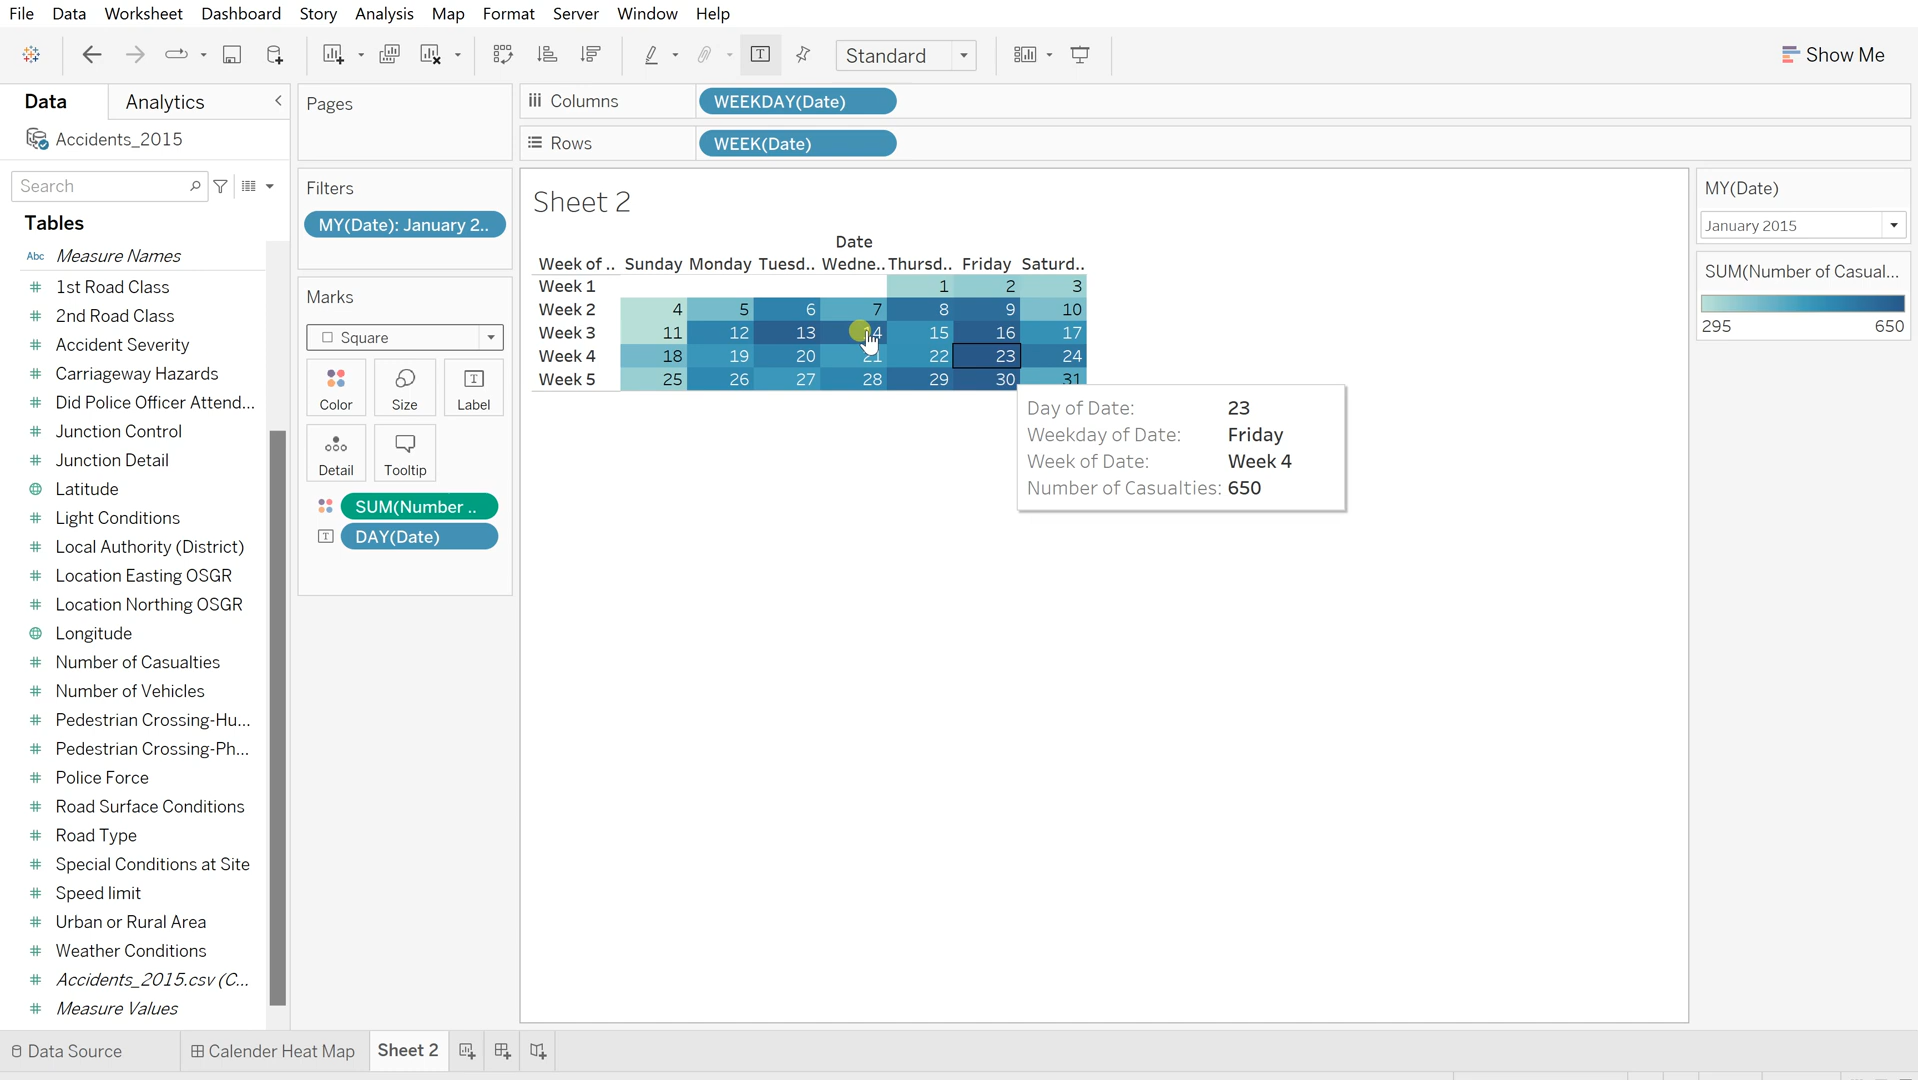 File Data Worksheet Dashboard Story Analysis Map Format Server Window Help
Standard
Show Me
Data Analytics
Accidents_2015
Search
Tables
Abc Measure Names
1st Road Class
2nd Road Class
Accident Severity
Carriageway Hazards
Did Police Officer Attend...
Junction Control
Junction Detail
Latitude
Light Conditions
Local Authority (District)
Location Easting OSGR
Location Northing OSGR
Longitude
Number of Casualties
Number of Vehicles
Pedestrian Crossing-Hu...
Pedestrian Crossing-Ph...
Police Force
Road Surface Conditions
Road Type
Special Conditions at Site
Speed limit
Urban or Rural Area
Weather Conditions
Accidents_2015.csv (C...
Measure Values
Pages
Filters
MY(Date): January 2..
Marks
Square
Color Size Label
Detail Tooltip
SUM(Number ..
DAY(Date)
Columns WEEKDAY(Date)
Rows WEEK(Date)
Sheet 2
Date
Week of .. Sunday Monday Tuesd.. Wedne.. Thursd.. Friday Saturd..
Week 1 1 2 3
Week 2 4 5 6 7 8 9 10
Week 3 11 12 13 14 15 16 17
Week 4 18 19 20 21 22 23 24
Week 5 25 26 27 28 29 30 31
Day of Date: 23
Weekday of Date: Friday
Week of Date: Week 4
Number of Casualties: 650
MY(Date)
January 2015
SUM(Number of Casual...
295 650
Data Source Calender Heat Map Sheet 2